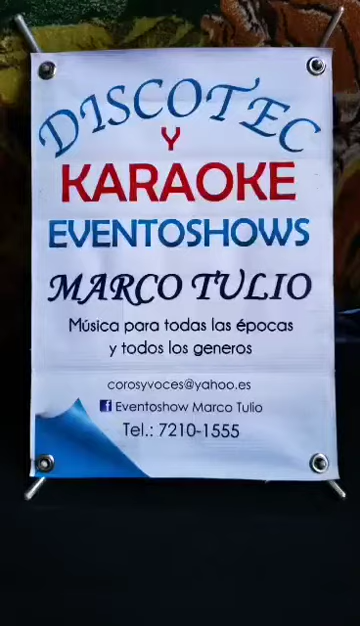 DISCOTEC
Y
KARAOKE
EVENTOSHOWS
MARCO TULIO
Música para todas las épocas
y todos los generos
corosyvoces@yahoo.es
Eventoshow Marco Tulio
Tel.: 7210-1555